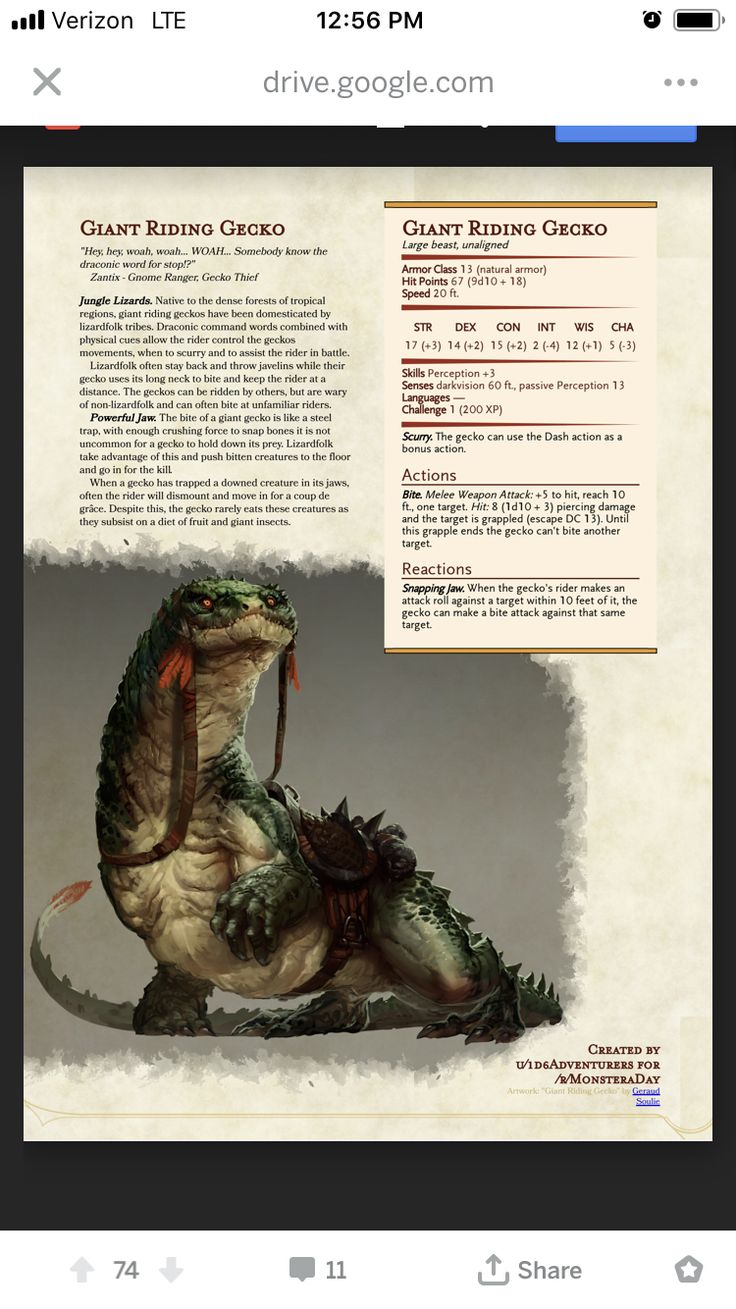 Verizon LTE 12:56 PM
drive.google.com
GIANT RIDING GECKO
"Hey, hey, woah, woah... WOAH... Somebody know the
draconic word for stop!?"
Zantix - Gnome Ranger, Gecko Thief
Jungle Lizards. Native to the dense forests of tropical
regions, giant riding geckos have been domesticated by
lizardfolk tribes. Draconic command words combined with
physical cues allow the rider control the geckos
movements, when to scurry and to assist the rider in battle.
Lizardfolk often stay back and throw javelins while their
gecko uses its long neck to bite and keep the rider at a
distance. The geckos can be ridden by others, but are wary
of non-lizardfolk and can often bite at unfamiliar riders.
Powerful Jaw. The bite of a giant gecko is like a steel
trap, with enough crushing force to snap bones it is not
uncommon for a gecko to hold down its prey. Lizardfolk
take advantage of this and push bitten creatures to the floor
and go in for the kill.
When a gecko has trapped a downed creature in its jaws,
often the rider will dismount and move in for a coup de
grâce. Despite this, the gecko rarely eats these creatures as
they subsist on a diet of fruit and giant insects.
GIANT RIDING GECKO
Large beast, unaligned
Armor Class 13 (natural armor)
Hit Points 67 (9d10 + 18)
Speed 20 ft.
STR DEX CON INT WIS CHA
17 (+3) 14 (+2) 15 (+2) 2 (-4) 12 (+1) 5 (-3)
Skills Perception +3
Senses darkvision 60 ft., passive Perception 13
Languages —
Challenge 1 (200 XP)
Scurry. The gecko can use the Dash action as a
bonus action.
Actions
Bite. Melee Weapon Attack: +5 to hit, reach 10
ft., one target. Hit: 8 (1d10 + 3) piercing damage
and the target is grappled (escape DC 13). Until
this grapple ends the gecko can't bite another
target.
Reactions
Snapping Jaw. When the gecko's rider makes an
attack roll against a target within 10 feet of it, the
gecko can make a bite attack against that same
target.
CREATED BY
U/1D6ADVENTURERS FOR
/R/MONSTERADAY
Artwork: "Giant Riding Gecko" by Geraud
Soulie
74 11 Share